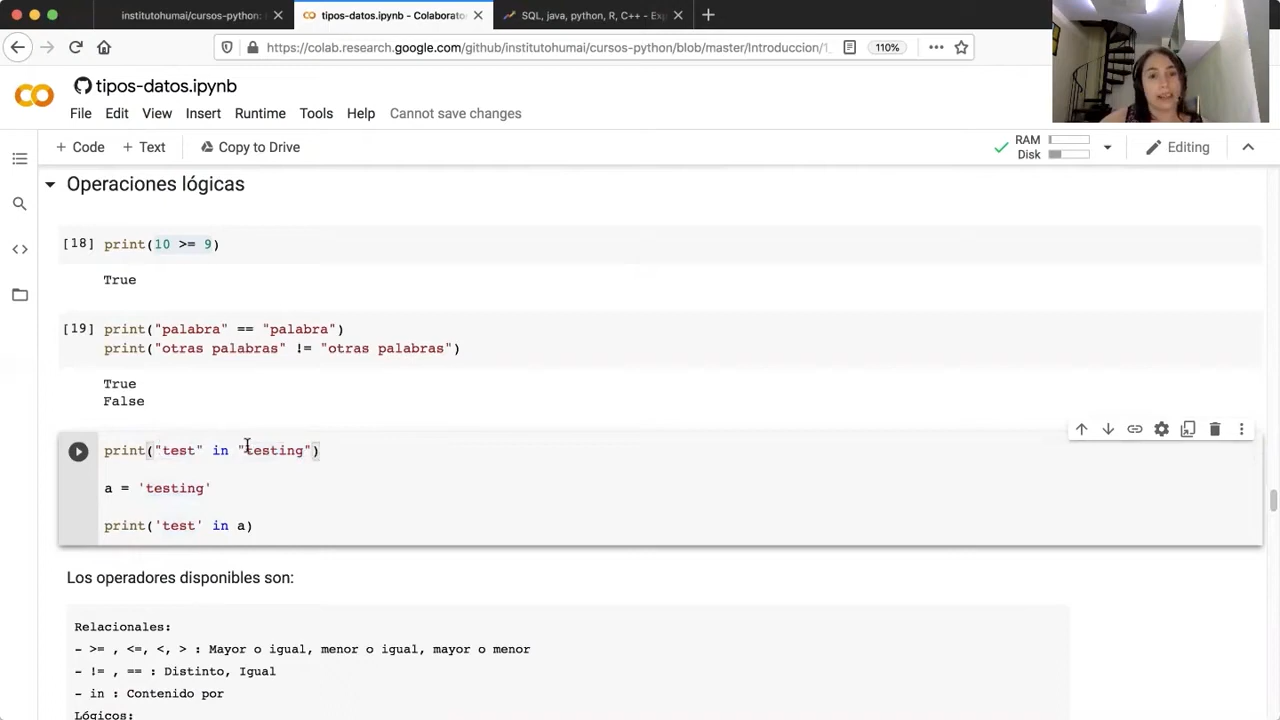 institutohumai/cursos-python:
tipos-datos.ipynb - Colaborato
SQL, java, python, R, C++ - Exp
https://colab.research.google.com/github/institutohumai/cursos-python/blob/master/Introduccion/1_
110%
tipos-datos.ipynb
File Edit View Insert Runtime Tools Help Cannot save changes
+ Code + Text Copy to Drive
RAM
Disk
Editing
Operaciones lógicas
[18] print(10 >= 9)
True
[19] print("palabra" == "palabra")
print("otras palabras" != "otras palabras")
True
False
print("test" in "testing")
a = 'testing'
print('test' in a)
Los operadores disponibles son:
Relacionales:
- >= , <=, <, > : Mayor o igual, menor o igual, mayor o menor
- != , == : Distinto, Igual
- in : Contenido por
Lógicos: